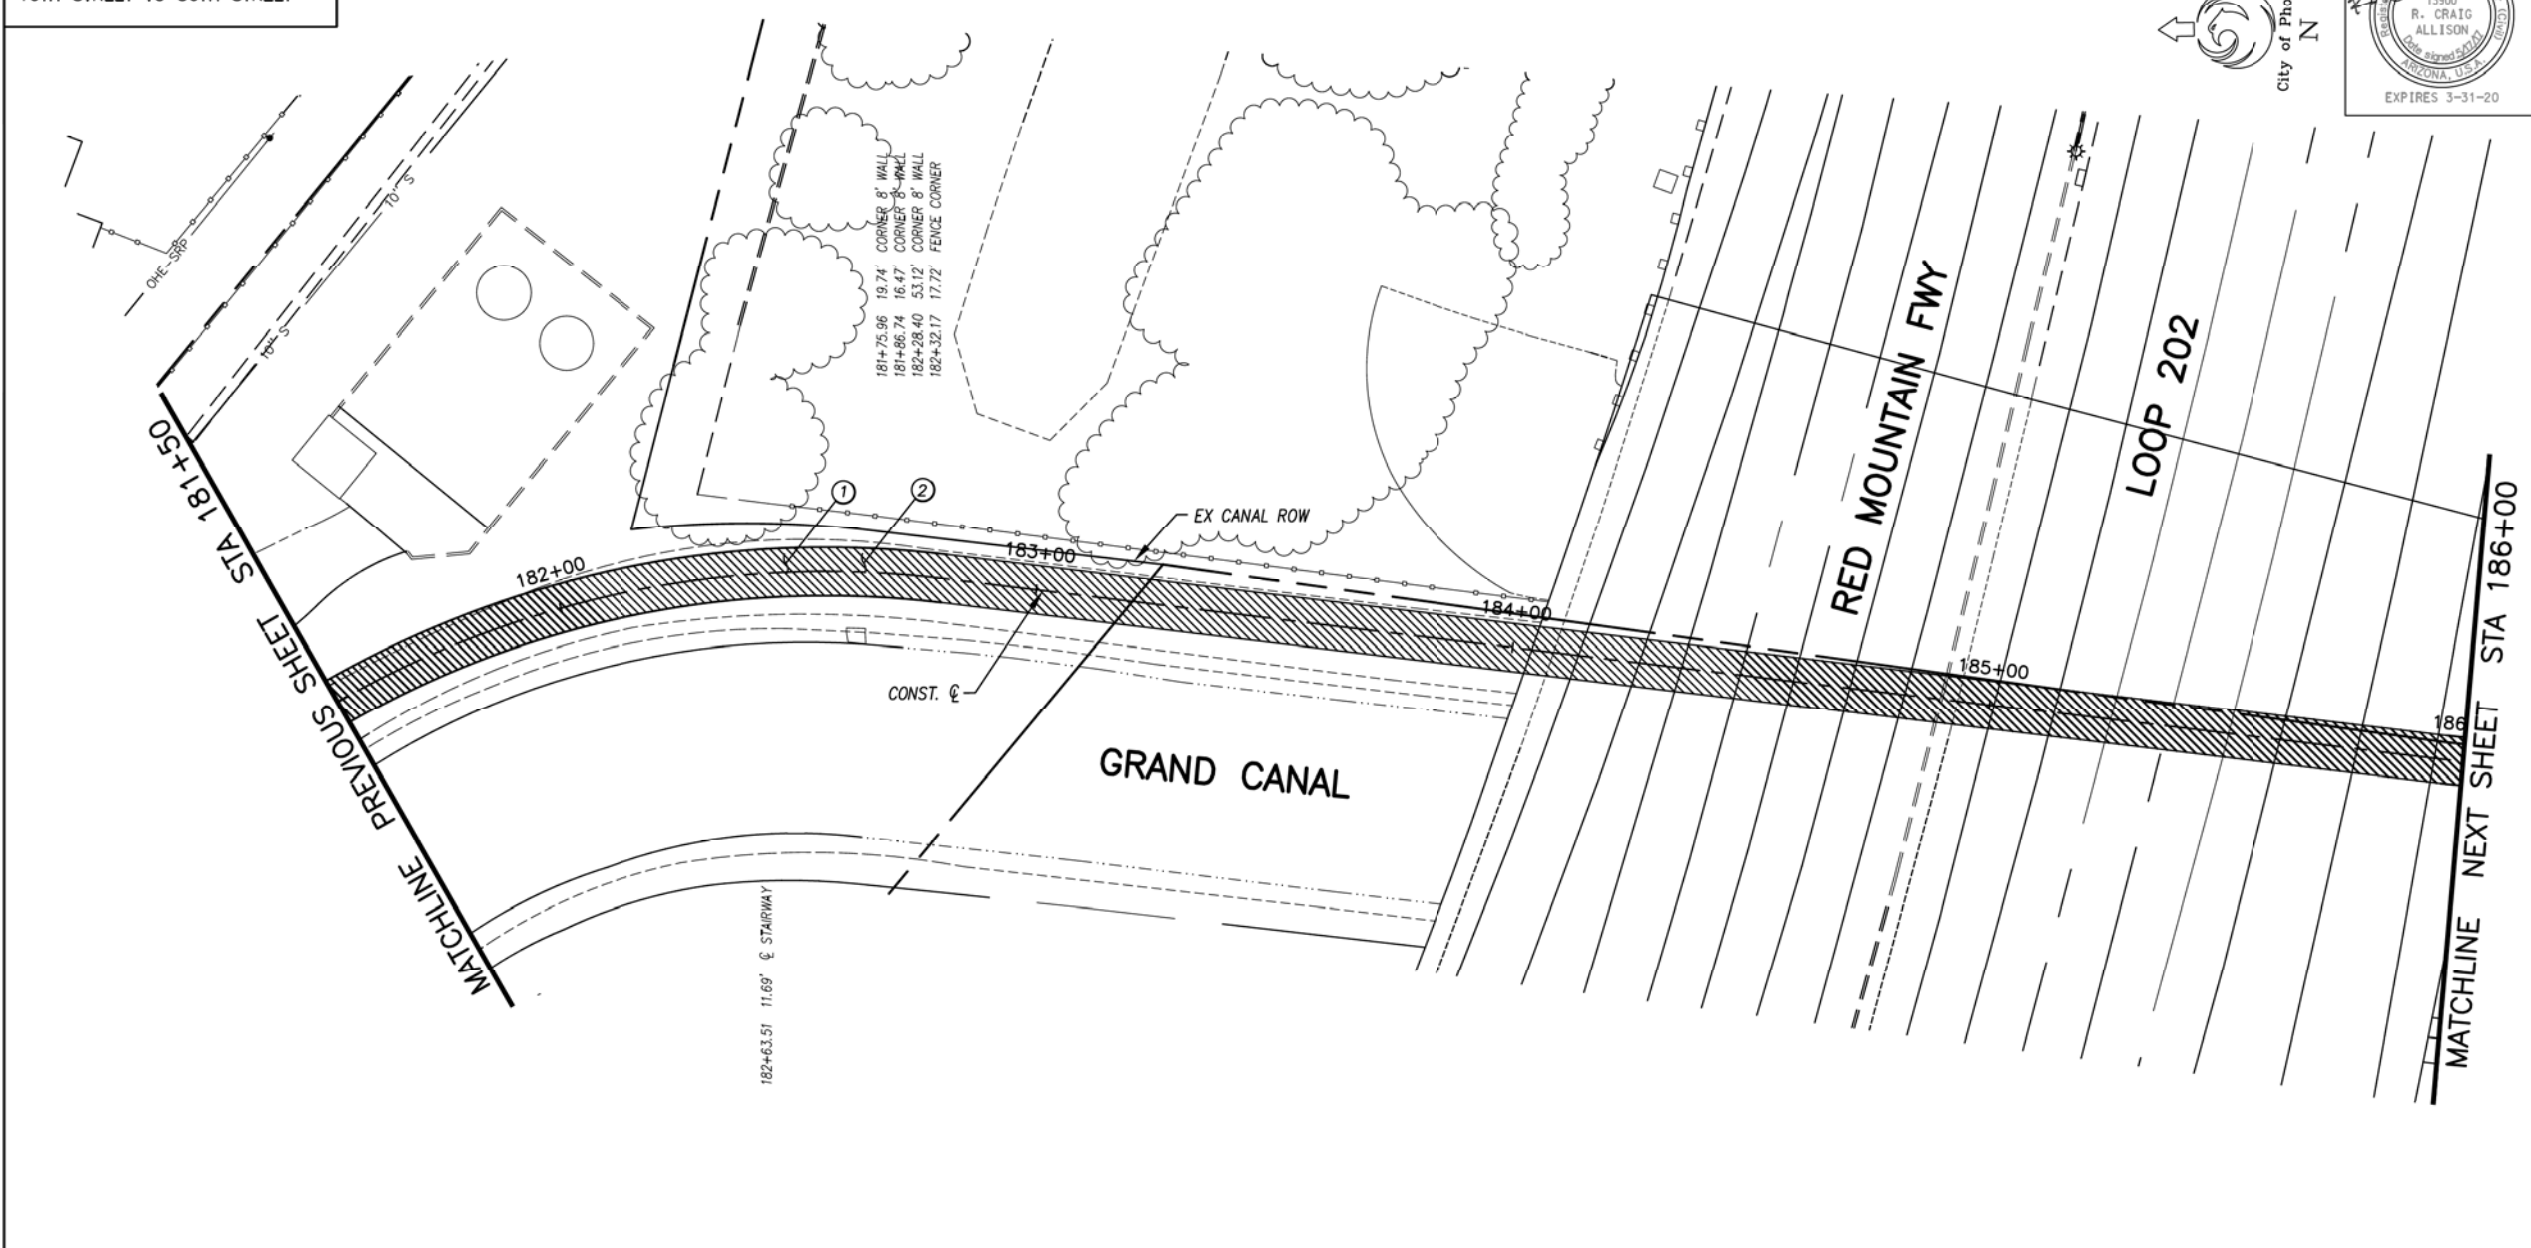 City of Pho
N
R. CRAIG
ALLISON
Date signed
ARIZONA, U.S.A.
(Civil)
EXPIRES 3-31-20
OHE-SRP
10" S
10" S
181+75.96 19.74' CORNER 8' WALL
181+86.74 16.47' CORNER 8' WALL
182+28.40 53.12' CORNER 8' WALL
182+32.17 17.72' FENCE CORNER
RED MOUNTAIN FWY
LOOP 202
MATCHLINE PREVIOUS SHEET STA 181+50
1
2
EX CANAL ROW
182+00
183+00
184+00
185+00
186
CONST. ℄
GRAND CANAL
182+63.51 11.69' ℄ STAIRWAY
MATCHLINE NEXT SHEET STA 186+00